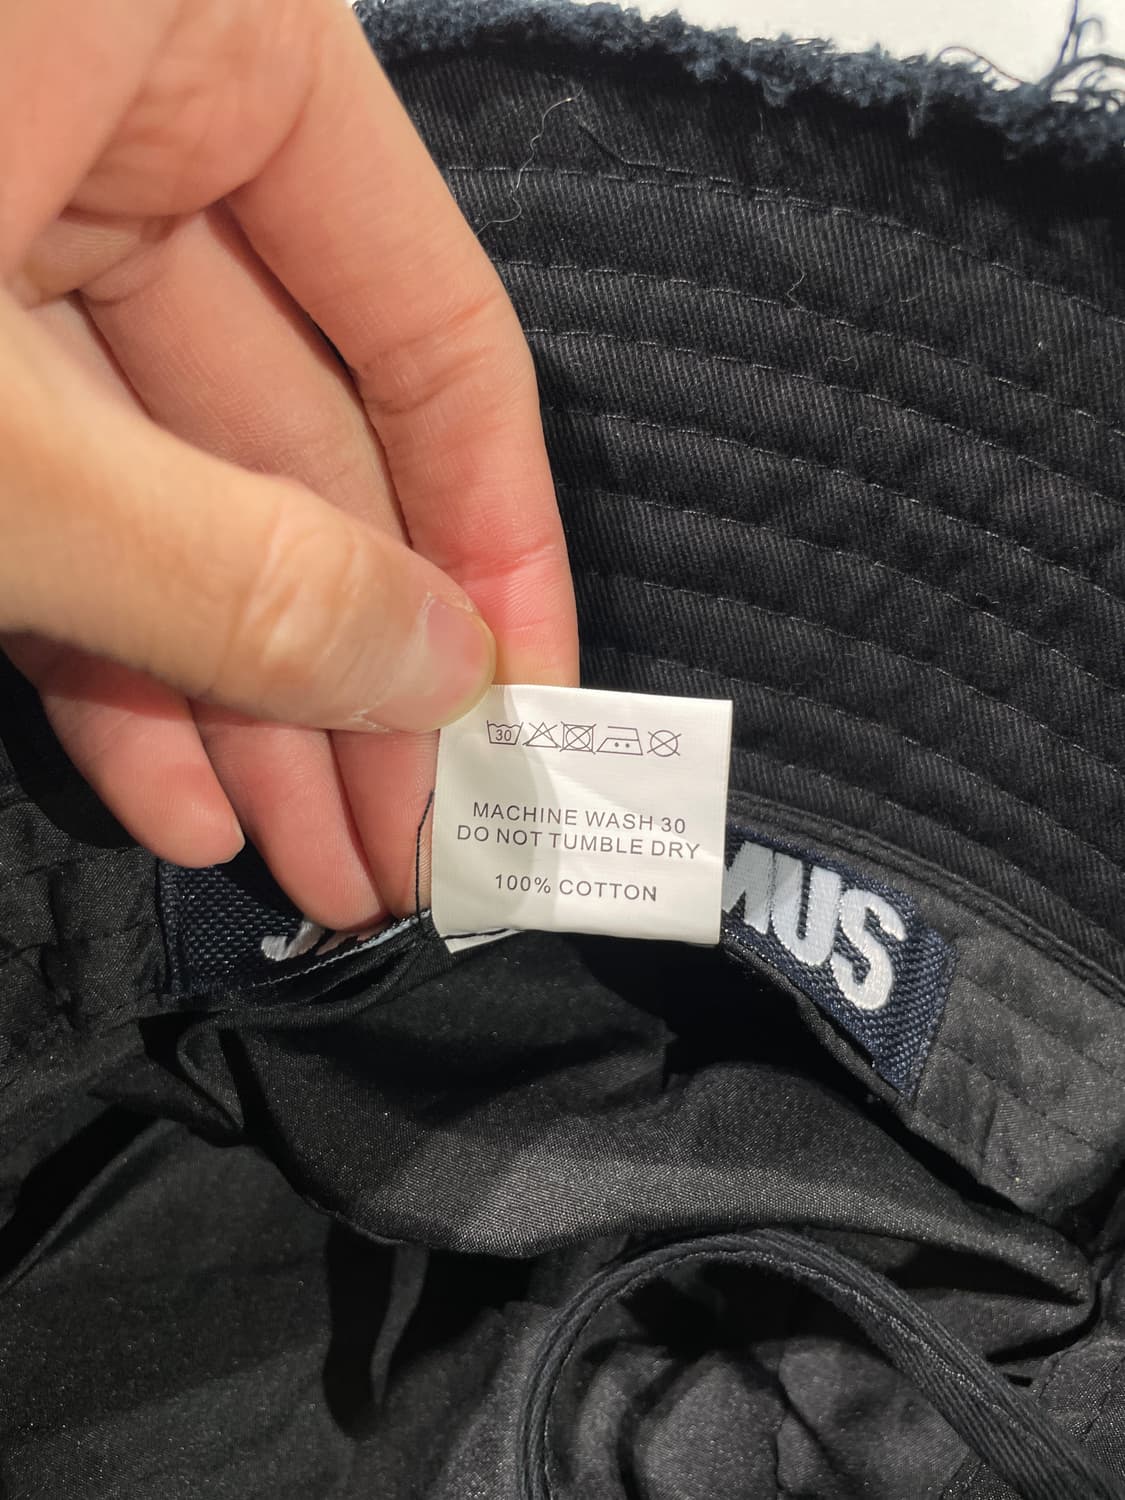 30
MACHINE WASH 30
DO NOT TUMBLE DRY
100% COTTON
MUS